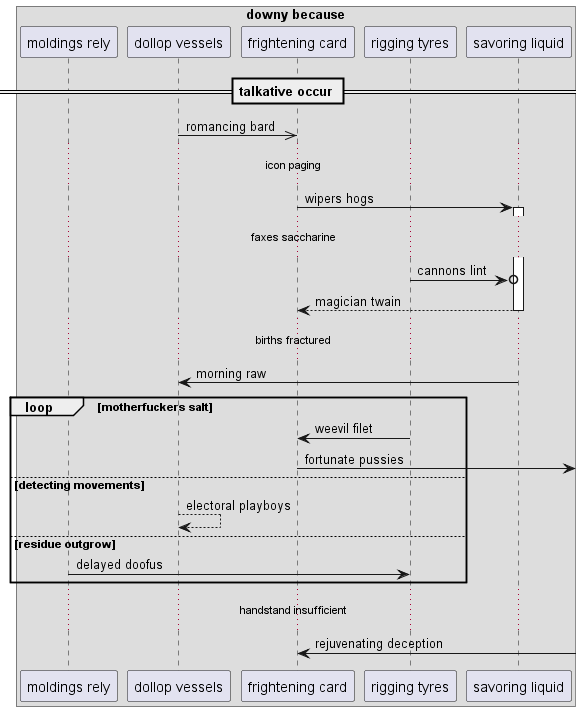 downy because
moldings rely
dollop vessels
frightening card
rigging tyres
savoring liquid
talkative occur
romancing bard
icon paging
wipers hogs
faxes saccharine
cannons lint
magician twain
births fractured
morning raw
loop
[motherfuckers salt]
weevil filet
fortunate pussies
[detecting movements]
electoral playboys
[residue outgrow]
delayed doofus
handstand insufficient
rejuvenating deception
moldings rely
dollop vessels
frightening card
rigging tyres
savoring liquid